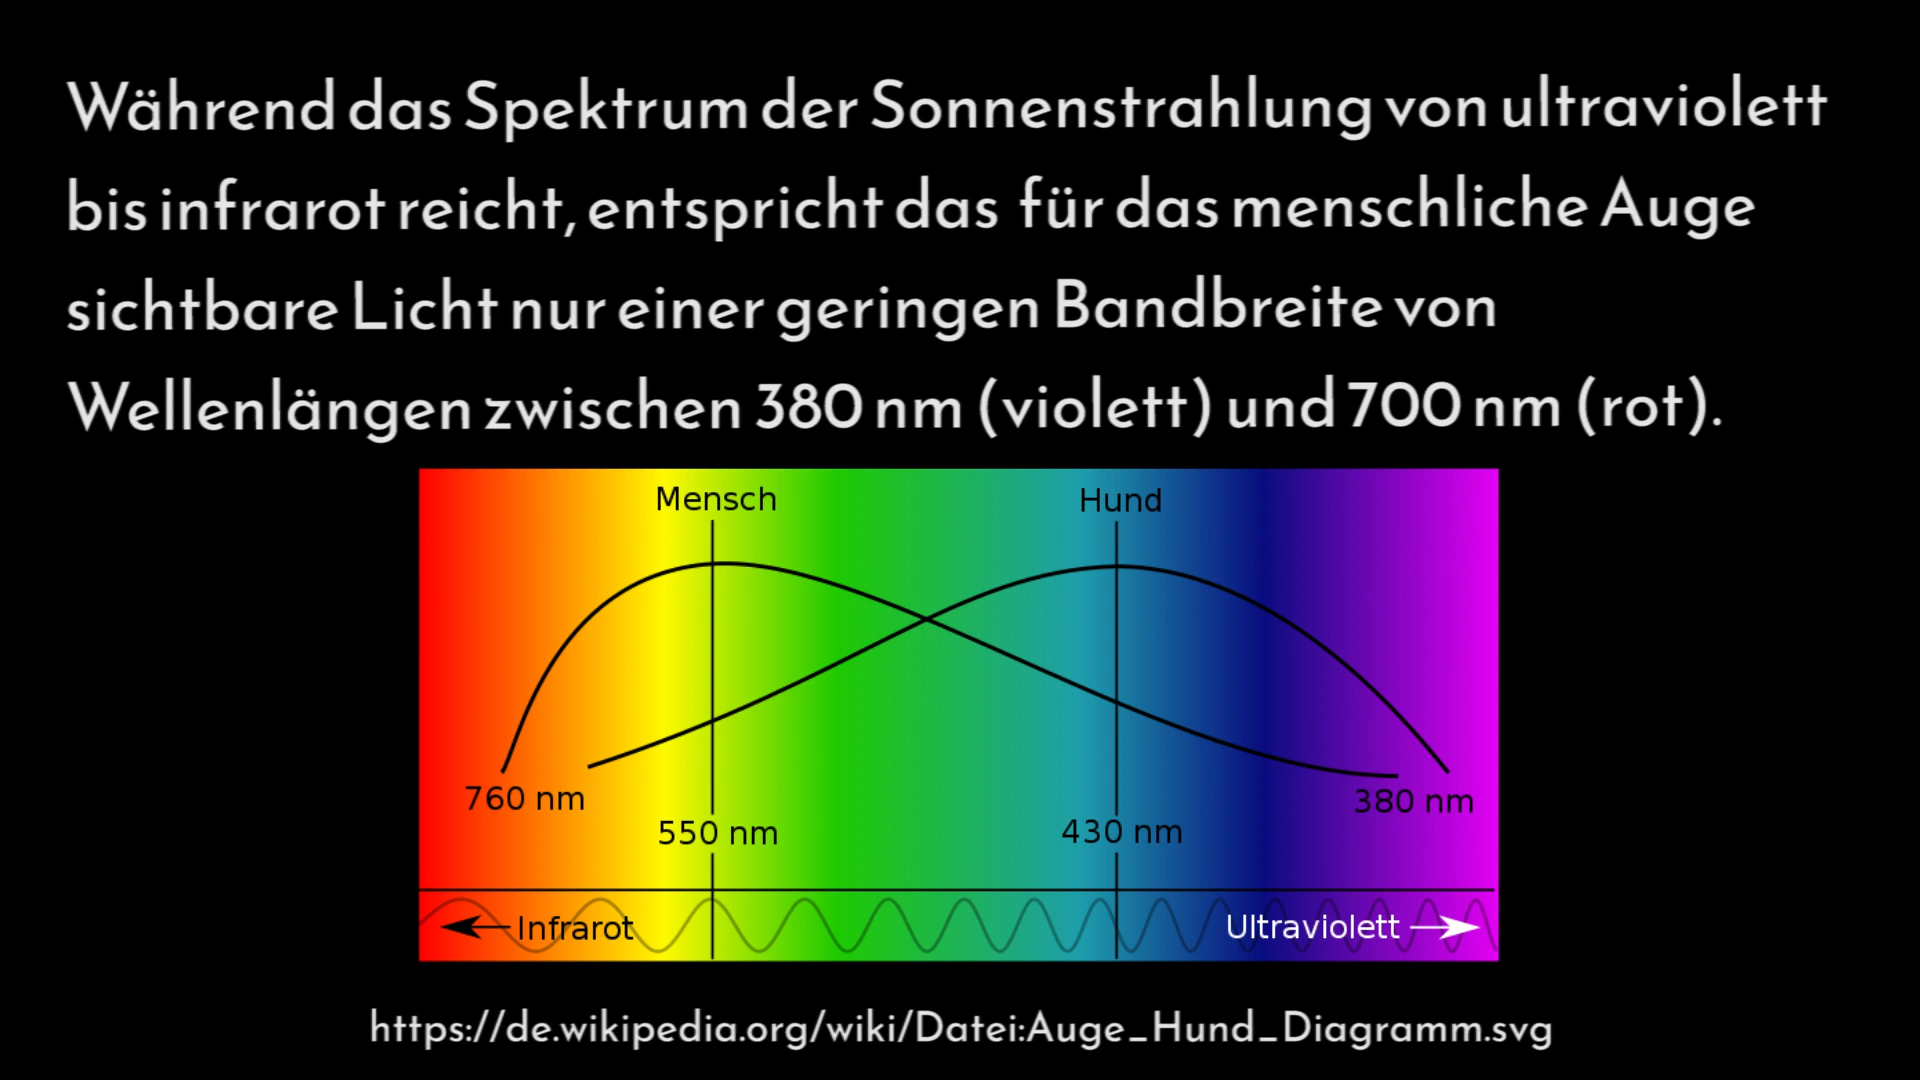 Während das Spektrum der Sonnenstrahlung von ultraviolett
bis infrarot reicht, entspricht das für das menschliche Auge
sichtbare Licht nur einer geringen Bandbreite von
Wellenlängen zwischen 380 nm (violett) und 700 nm (rot).
Mensch
Hund
760 nm
380 nm
550 nm
430 nm
Infrarot
Ultraviolett
https://de.wikipedia.org/wiki/Datei:Auge_Hund_Diagramm.svg